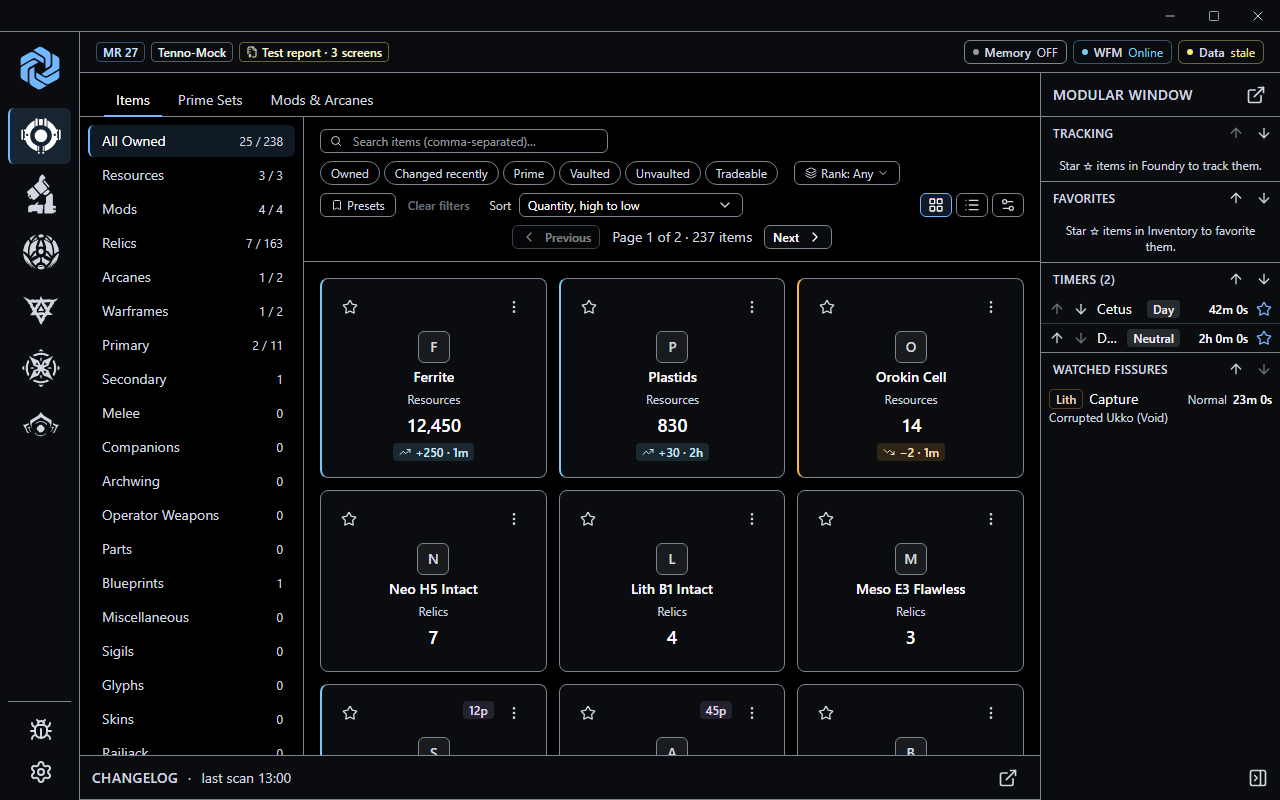 MR 27
Tenno-Mock
Test report · 3 screens
Memory OFF
WFM Online
Data stale
Items
Prime Sets
Mods & Arcanes
All Owned 25 / 238
Resources 3 / 3
Mods 4 / 4
Relics 7 / 163
Arcanes 1 / 2
Warframes 1 / 2
Primary 2 / 11
Secondary 1
Melee 0
Companions 0
Archwing 0
Operator Weapons 0
Parts 0
Blueprints 1
Miscellaneous 0
Sigils 0
Glyphs 0
Skins 0
Railjack 0
Search items (comma-separated)...
Owned
Changed recently
Prime
Vaulted
Unvaulted
Tradeable
Rank: Any
Presets
Clear filters
Sort
Quantity, high to low
Previous
Page 1 of 2 · 237 items
Next
F
Ferrite
Resources
12,450
+250 · 1m
P
Plastids
Resources
830
+30 · 2h
O
Orokin Cell
Resources
14
−2 · 1m
N
Neo H5 Intact
Relics
7
L
Lith B1 Intact
Relics
4
M
Meso E3 Flawless
Relics
3
12p
S
45p
A
B
MODULAR WINDOW
TRACKING
Star ☆ items in Foundry to track them.
FAVORITES
Star ☆ items in Inventory to favorite
them.
TIMERS (2)
Cetus Day 42m 0s
D... Neutral 2h 0m 0s
WATCHED FISSURES
Lith Capture Normal 23m 0s
Corrupted Ukko (Void)
CHANGELOG · last scan 13:00